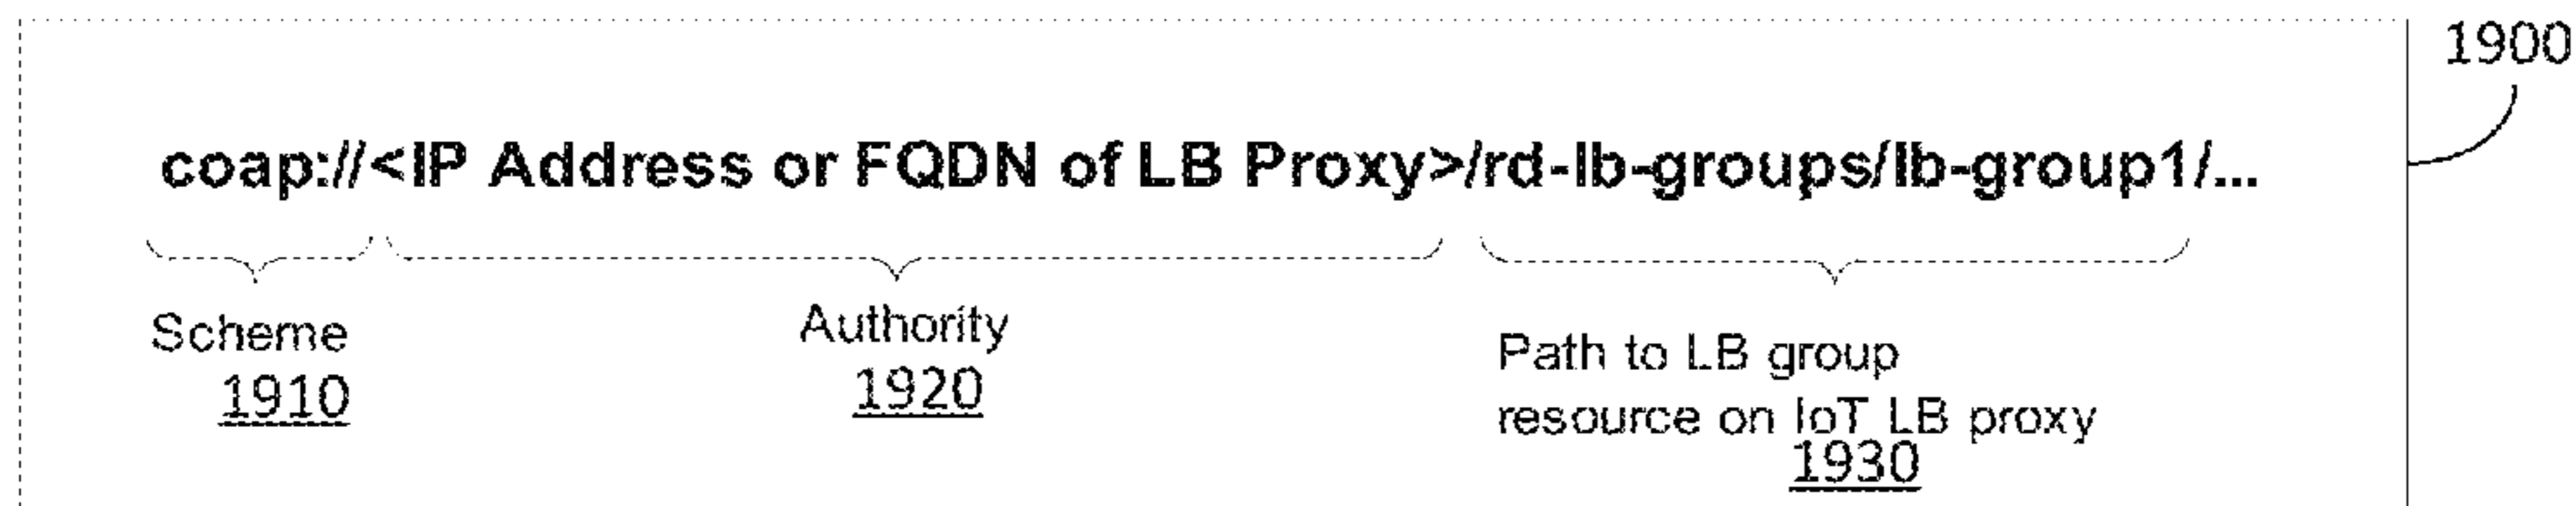 1900
coap://<IP Address or FQDN of LB Proxy>/rd-lb-groups/lb-group1/...
Scheme
1910
Authority
1920
Path to LB group
resource on IoT LB proxy
1930